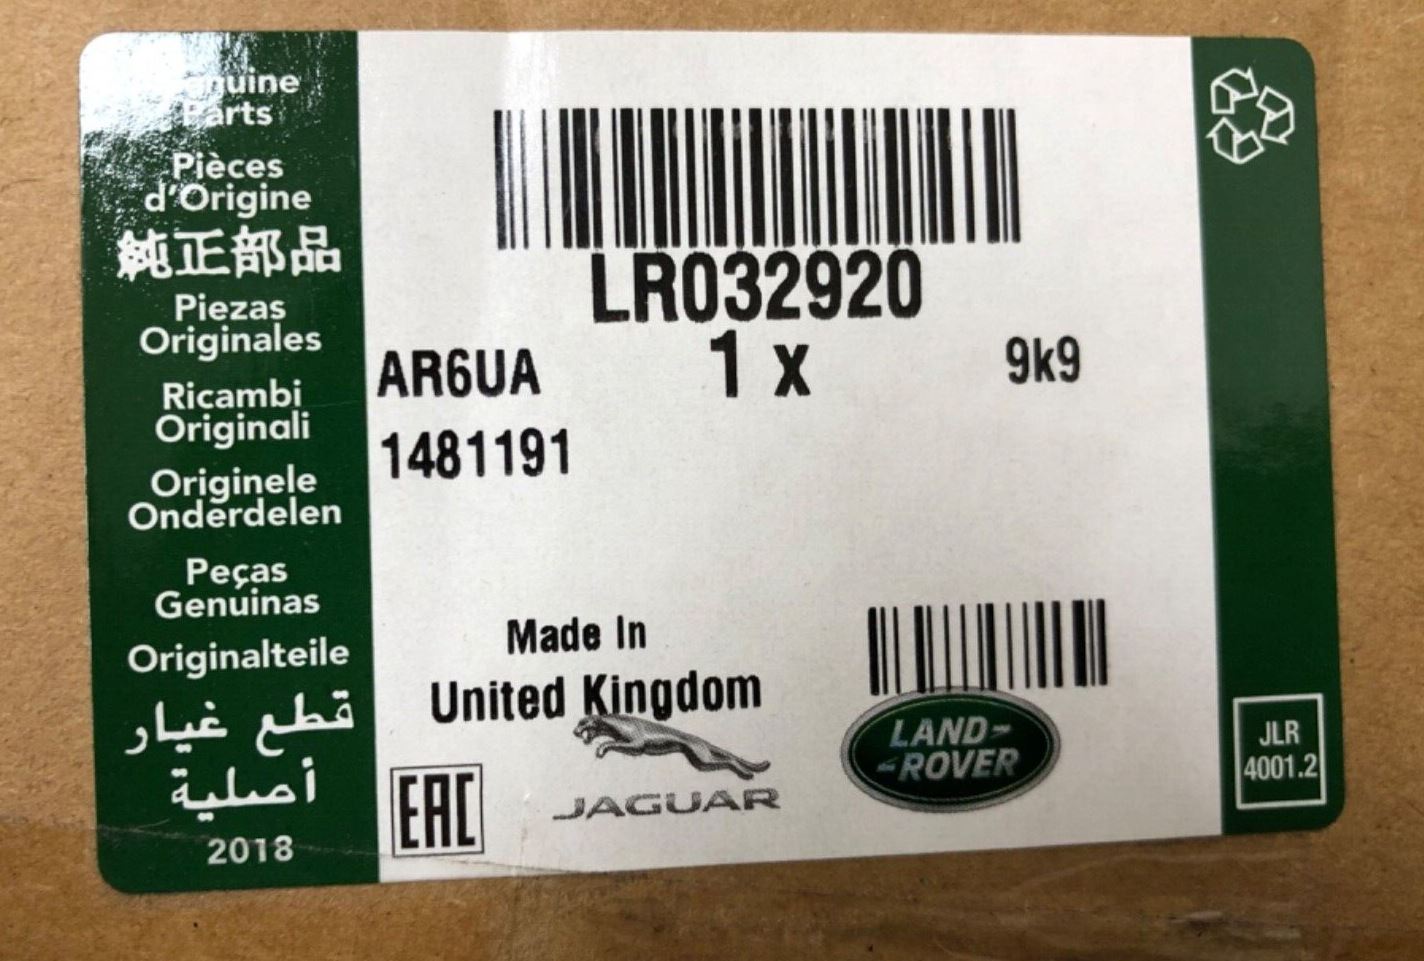 Genuine
Parts
Pièces
d'Origine
純正部品
Piezas
Originales
Ricambi
Originali
Originele
Onderdelen
Peças
Genuinas
Originalteile
قطع غيار
أصلية
2018
LR032920
AR6UA 1 x 9k9
1481191
Made In
United Kingdom
EAC
JAGUAR
LAND-
-ROVER
JLR
4001.2